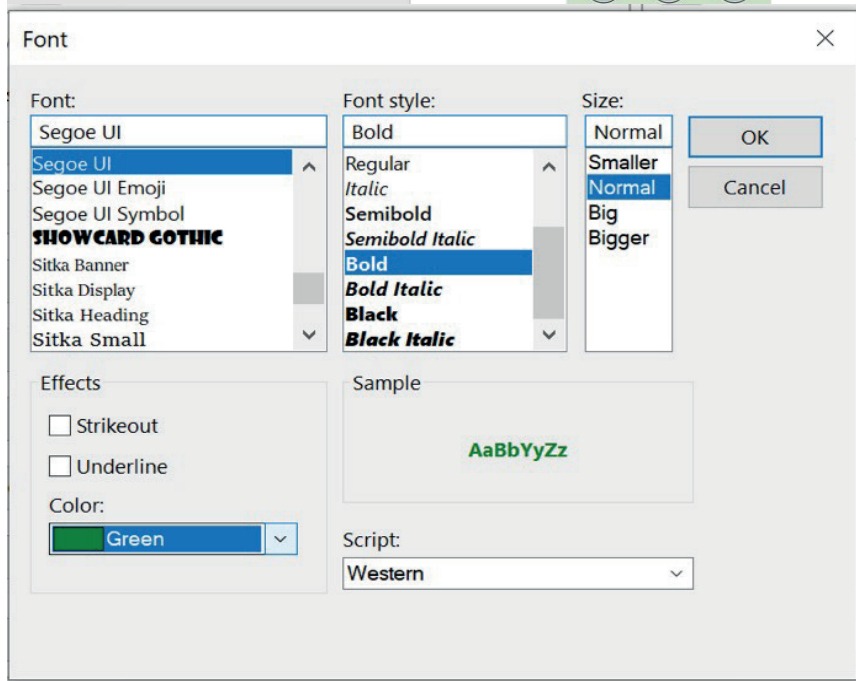 Font
Font:
Segoe UI
Segoe UI
Segoe UI Emoji
Segoe UI Symbol
SHOWCARD GOTHIC
Sitka Banner
Sitka Display
Sitka Heading
Sitka Small
Font style:
Bold
Regular
Italic
Semibold
Semibold Italic
Bold
Bold Italic
Black
Black Italic
Size:
Normal
Smaller
Normal
Big
Bigger
OK
Cancel
Effects
Strikeout
Underline
Color:
Green
Sample
AaBbYyZz
Script:
Western